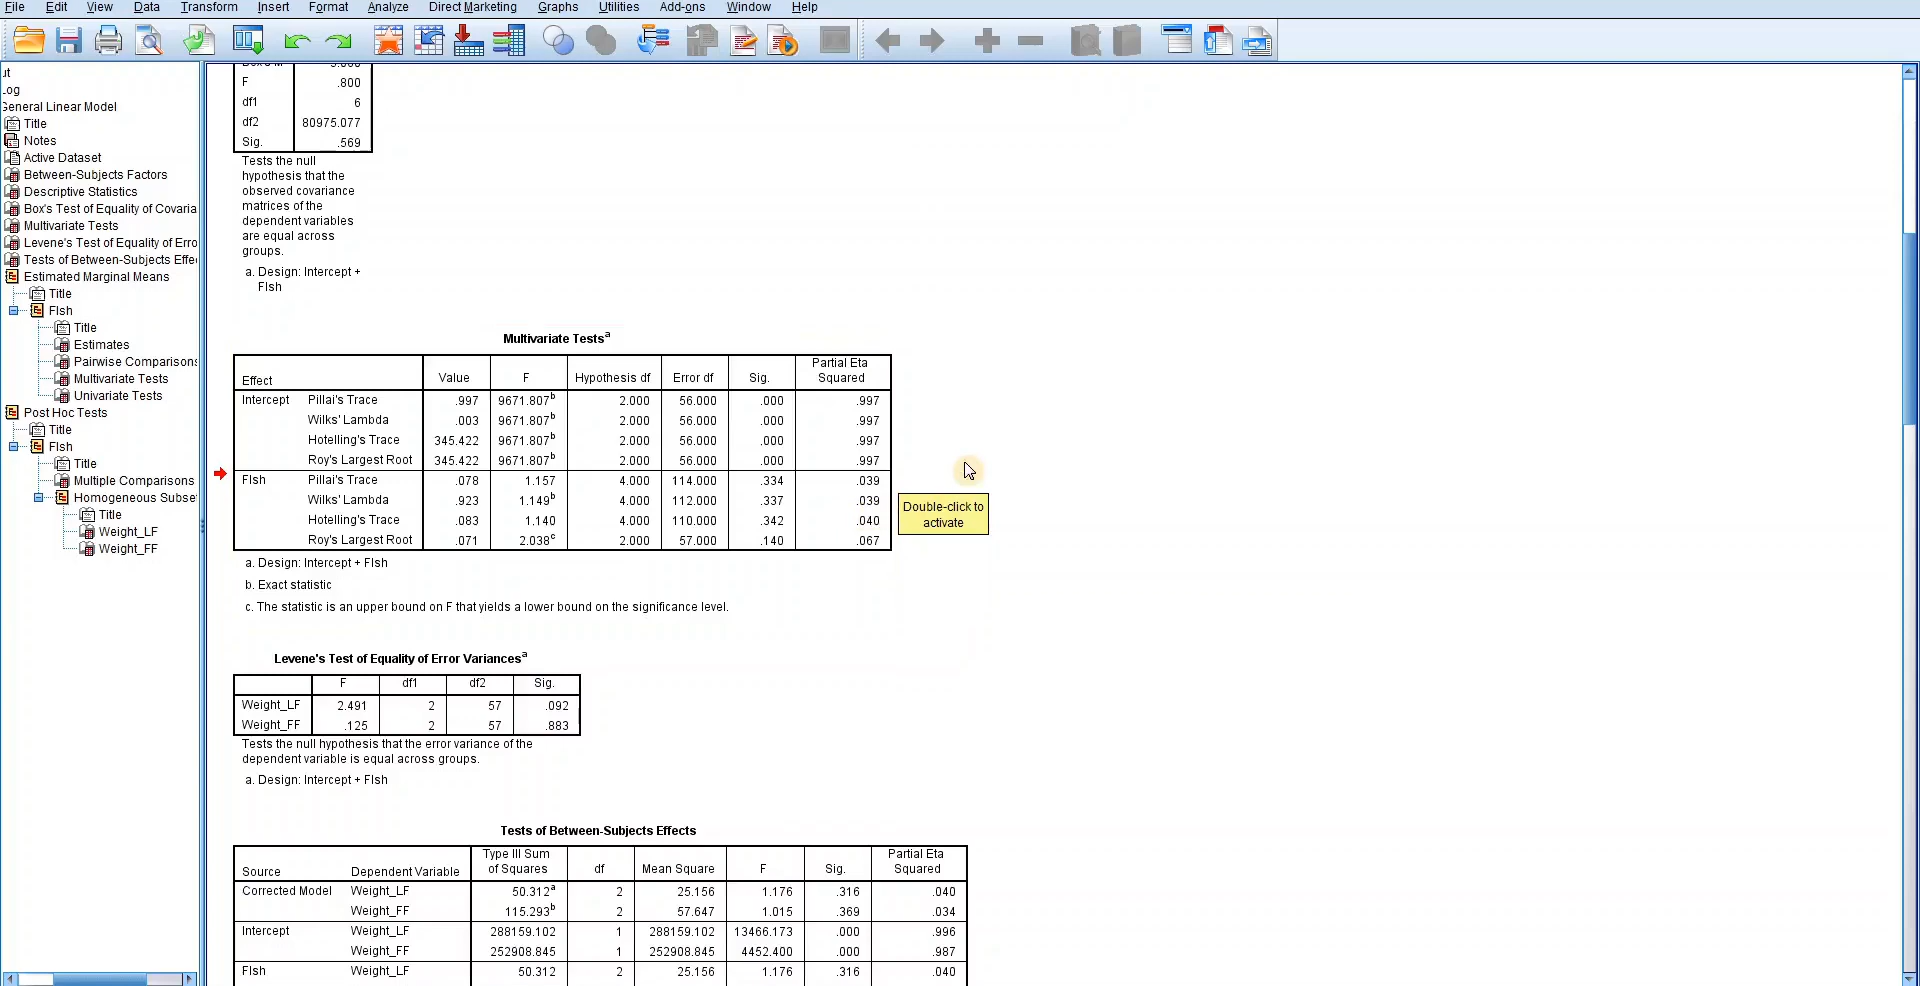 File Edit View Data Transform Insert Format Analyze Direct Marketing Graphs Utilities Add-ons Window Help
ut
Log
General Linear Model
Title
Notes
Active Dataset
Between-Subjects Factors
Descriptive Statistics
Box's Test of Equality of Covaria
Multivariate Tests
Levene's Test of Equality of Erro
Tests of Between-Subjects Effe
Estimated Marginal Means
Title
FIsh
Title
Estimates
Pairwise Comparisons
Multivariate Tests
Univariate Tests
Post Hoc Tests
Title
FIsh
Title
Multiple Comparisons
Homogeneous Subse
Title
Weight_LF
Weight_FF
F .800
df1 6
df2 80975.077
Sig. .569
Tests the null
hypothesis that the
observed covariance
matrices of the
dependent variables
are equal across
groups.
a. Design: Intercept +
FIsh
Multivariate Testsa
Effect Value F Hypothesis df Error df Sig. Partial Eta Squared
Intercept Pillai's Trace .997 9671.807b 2.000 56.000 .000 .997
Wilks' Lambda .003 9671.807b 2.000 56.000 .000 .997
Hotelling's Trace 345.422 9671.807b 2.000 56.000 .000 .997
Roy's Largest Root 345.422 9671.807b 2.000 56.000 .000 .997
FIsh Pillai's Trace .078 1.157 4.000 114.000 .334 .039
Wilks' Lambda .923 1.149b 4.000 112.000 .337 .039
Hotelling's Trace .083 1.140 4.000 110.000 .342 .040
Roy's Largest Root .071 2.038c 2.000 57.000 .140 .067
Double-click to
activate
a. Design: Intercept + FIsh
b. Exact statistic
c. The statistic is an upper bound on F that yields a lower bound on the significance level.
Levene's Test of Equality of Error Variancesa
F df1 df2 Sig.
Weight_LF 2.491 2 57 .092
Weight_FF .125 2 57 .883
Tests the null hypothesis that the error variance of the
dependent variable is equal across groups.
a. Design: Intercept + FIsh
Tests of Between-Subjects Effects
Source Dependent Variable Type III Sum of Squares df Mean Square F Sig. Partial Eta Squared
Corrected Model Weight_LF 50.312a 2 25.156 1.176 .316 .040
Weight_FF 115.293b 2 57.647 1.015 .369 .034
Intercept Weight_LF 288159.102 1 288159.102 13466.173 .000 .996
Weight_FF 252908.845 1 252908.845 4452.400 .000 .987
FIsh Weight_LF 50.312 2 25.156 1.176 .316 .040